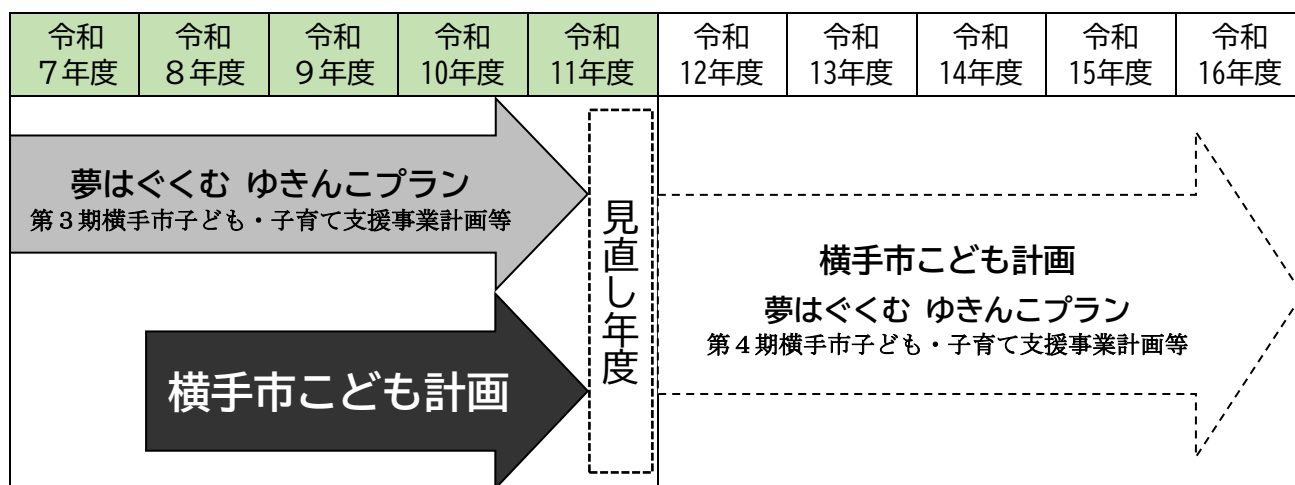 令和 令和 令和 令和 令和 令和 令和 令和 令和 令和
７年度 ８年度 ９年度 10年度 11年度 12年度 13年度 14年度 15年度 16年度
夢はぐくむ ゆきんこプラン
第３期横手市子ども・子育て支援事業計画等
横手市こども計画
見直し年度
横手市こども計画
夢はぐくむ ゆきんこプラン
第４期横手市子ども・子育て支援事業計画等